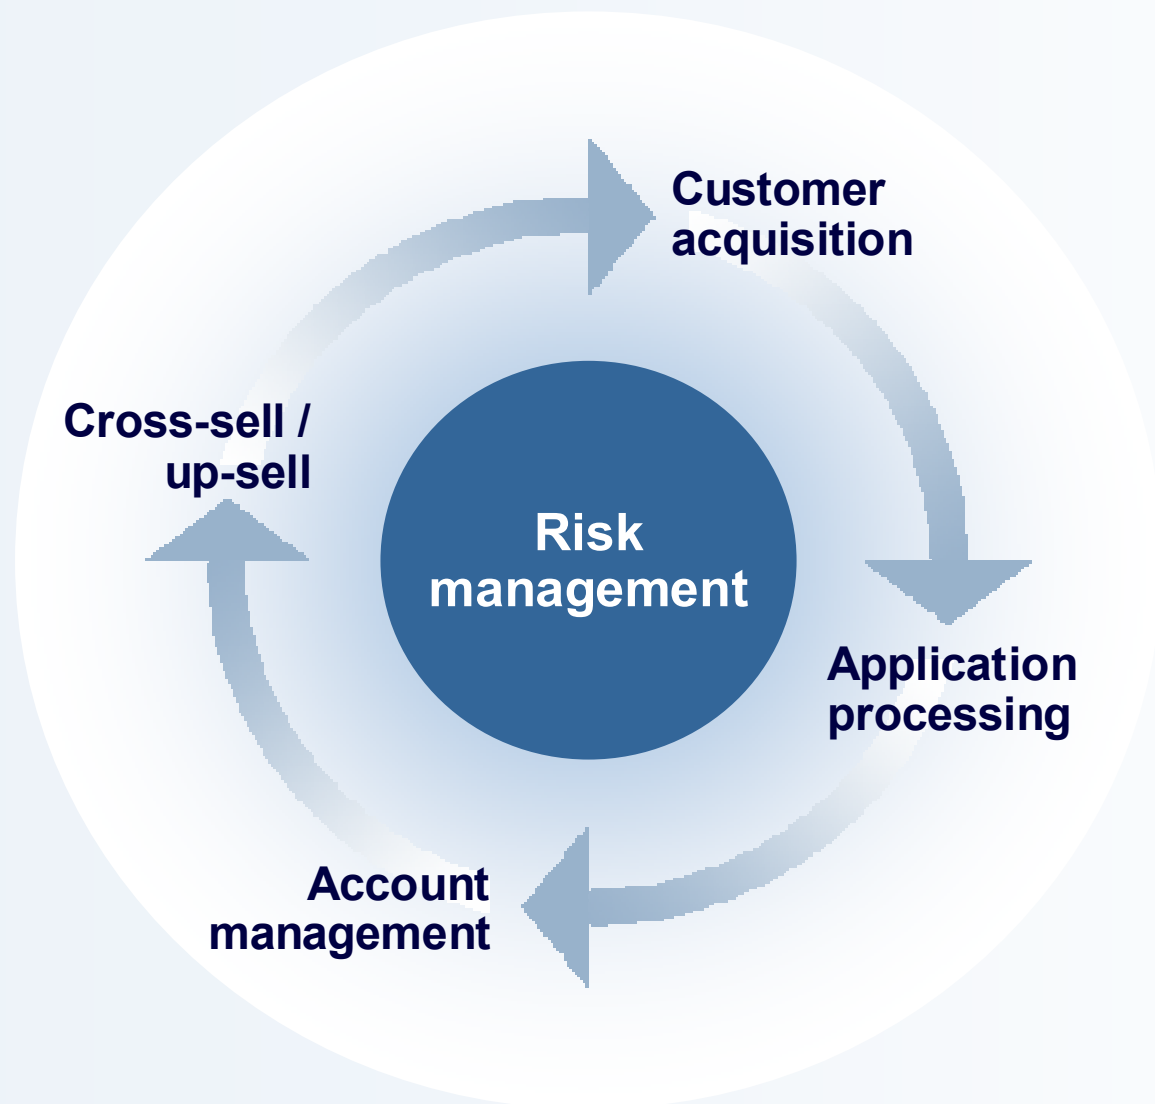 Customer
acquisition
Cross-sell /
up-sell
Risk
management
Application
processing
Account
management